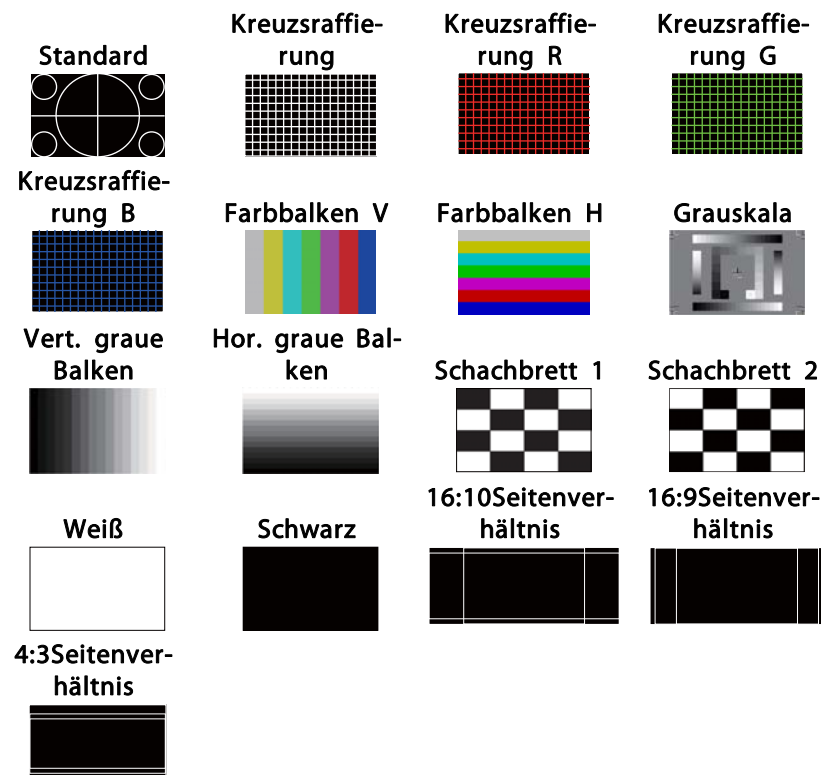 Standard
Kreuzsraffie-
rung
Kreuzsraffie-
rung R
Kreuzsraffie-
rung G
Kreuzsraffie-
rung B
Farbbalken V
Farbbalken H
Grauskala
Vert. graue
Balken
Hor. graue Bal-
ken
Schachbrett 1
Schachbrett 2
Weiß
Schwarz
16:10Seitenver-
hältnis
16:9Seitenver-
hältnis
4:3Seitenver-
hältnis